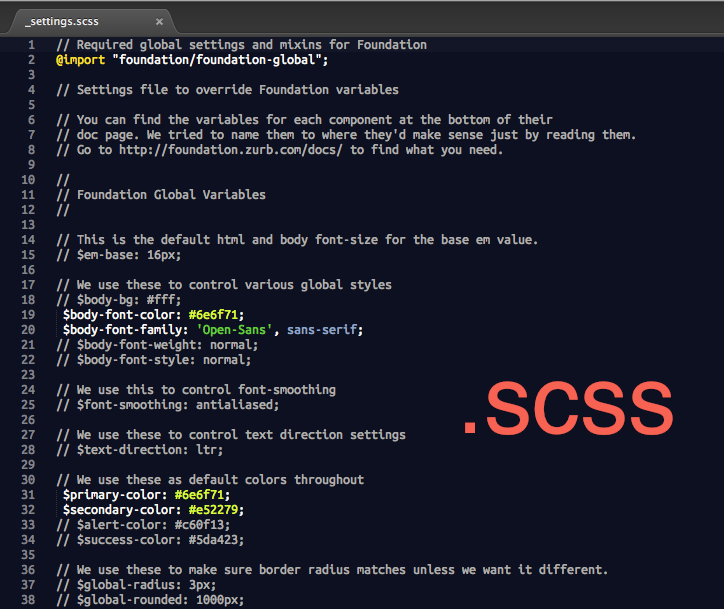 _settings.scss ×
1 // Required global settings and mixins for Foundation
2 @import "foundation/foundation-global";
3
4 // Settings file to override Foundation variables
5
6 // You can find the variables for each component at the bottom of their
7 // doc page. We tried to name them to where they'd make sense just by reading them.
8 // Go to http://foundation.zurb.com/docs/ to find what you need.
9
10 //
11 // Foundation Global Variables
12 //
13
14 // This is the default html and body font-size for the base em value.
15 // $em-base: 16px;
16
17 // We use these to control various global styles
18 // $body-bg: #fff;
19 $body-font-color: #6e6f71;
20 $body-font-family: 'Open-Sans', sans-serif;
21 // $body-font-weight: normal;
22 // $body-font-style: normal;
23
24 // We use this to control font-smoothing
25 // $font-smoothing: antialiased;
26
27 // We use these to control text direction settings
28 // $text-direction: ltr;
29
30 // We use these as default colors throughout
31 $primary-color: #6e6f71;
32 $secondary-color: #e52279;
33 // $alert-color: #c60f13;
34 // $success-color: #5da423;
35
36 // We use these to make sure border radius matches unless we want it different.
37 // $global-radius: 3px;
38 // $global-rounded: 1000px;
.scss